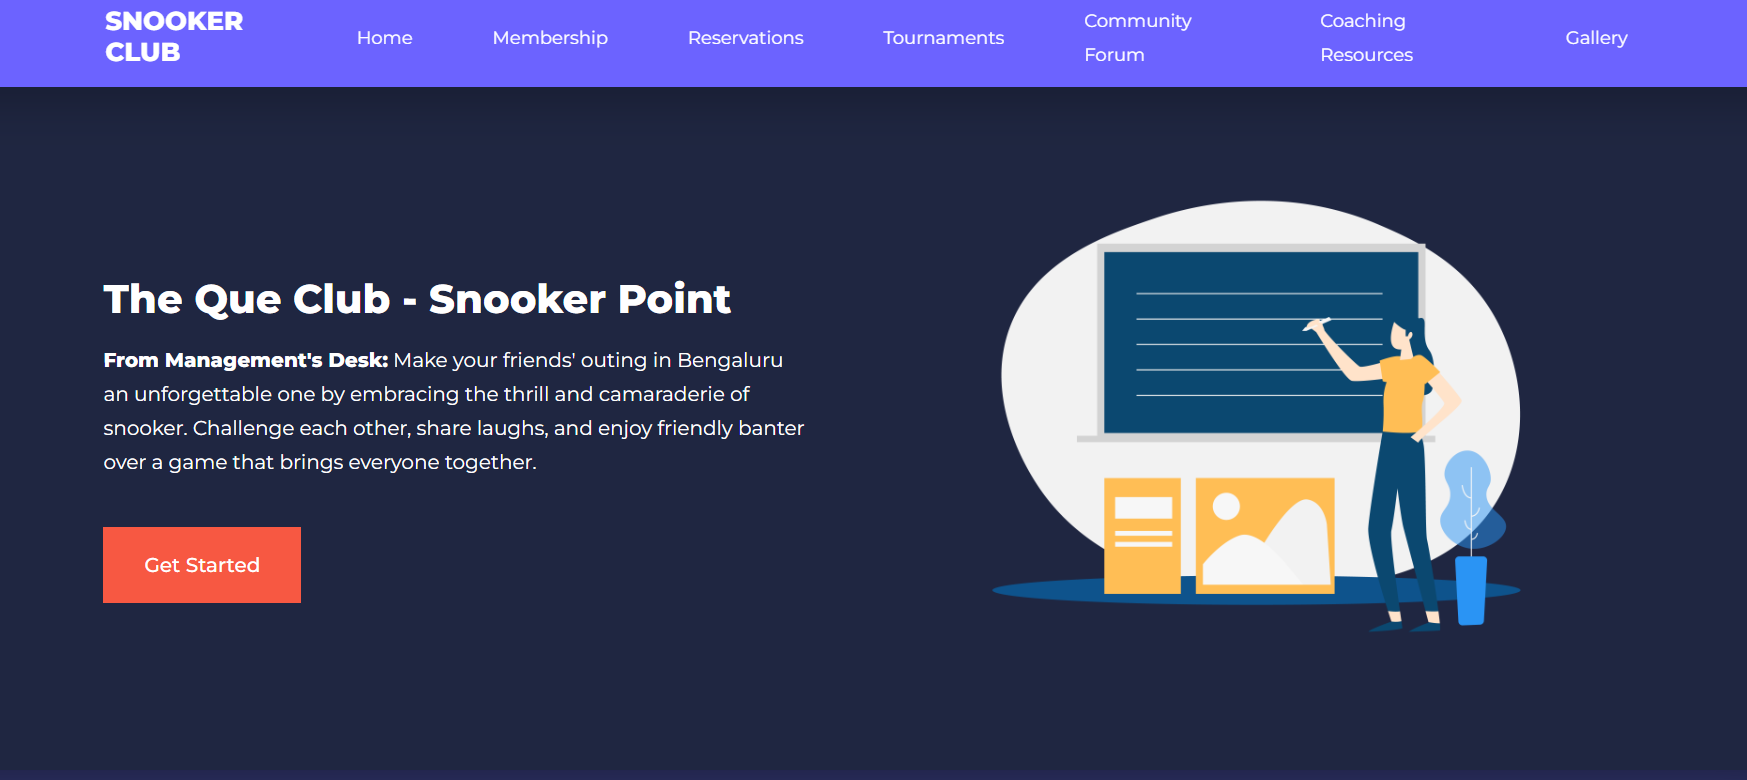 SNOOKER
CLUB
Home
Membership
Reservations
Tournaments
Community
Forum
Coaching
Resources
Gallery
The Que Club - Snooker Point
From Management's Desk: Make your friends' outing in Bengaluru
an unforgettable one by embracing the thrill and camaraderie of
snooker. Challenge each other, share laughs, and enjoy friendly banter
over a game that brings everyone together.
Get Started